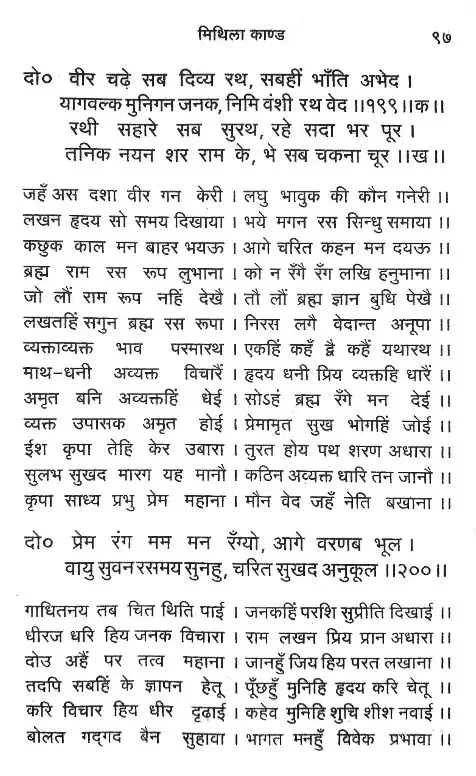 मिथिला काण्ड ९७
दो० वीर चढ़े सब दिव्य रथ, सबहीं भाँति अभेद ।
यागवल्क मुनिगन जनक, निमि वंशी रथ वेद ॥१९९॥क॥
रथी सहारे सब सुरथ, रहे सदा भर पूर ।
तनिक नयन शर राम के, भे सब चकना चूर ॥ख॥
जहँ अस दशा वीर गन केरी । लघु भावुक की कौन गनेरी ॥
लखन हृदय सो समय दिखाया । भये मगन रस सिन्धु समाया ॥
कछुक काल मन बाहर भयऊ । आगे चरित कहन मन दयऊ ॥
ब्रह्म राम रस रूप लुभाना । को न रँगै रँग लखि हनुमाना ॥
जो लौं राम रूप नहिं देखै । तौ लौं ब्रह्म ज्ञान बुधि पेखै ॥
लखतहिं सगुन ब्रह्म रस रूपा । निरस लगै वेदान्त अनूपा ॥
व्यक्ताव्यक्त भाव परमारथ । एकहिं कहँ द्वै कहैं यथारथ ॥
माथ-धनी अव्यक्त विचारैं । हृदय धनी प्रिय व्यक्तहि धारैं ॥
अमृत बनि अव्यक्तहिं धेई । सोऽहं ब्रह्म रँगे मन देई ॥
व्यक्त उपासक अमृत होई । प्रेमामृत सुख भोगहिं जोई ॥
ईश कृपा तेहि केर उबारा । तुरत होय पथ शरण अधारा ॥
सुलभ सुखद मारग यह मानौ । कठिन अव्यक्त धारि तन जानौ ॥
कृपा साध्य प्रभु प्रेम महाना । मौन वेद जहँ नेति बखाना ॥
दो० प्रेम रंग मम मन रँग्यो, आगे वरणब भूल ।
वायु सुवन रसमय सुनहु, चरित सुखद अनुकूल ॥२००॥
गाधितनय तब चित थिति पाई । जनकहिं परशि सुप्रीति दिखाई ॥
धीरज धरि हिय जनक विचारा । राम लखन प्रिय प्रान अधारा ॥
दोउ अहैं पर तत्व महाना । जानहुँ जिय हिय परत लखाना ॥
तदपि सबहिं के ज्ञापन हेतू । पूँछहुँ मुनिहि हृदय करि चेतू ॥
करि विचार हिय धीर दृढ़ाई । कहेव मुनिहि शुचि शीश नवाई ॥
बोलत गद्गद बैन सुहावा । भागत मनहुँ विवेक प्रभावा ॥